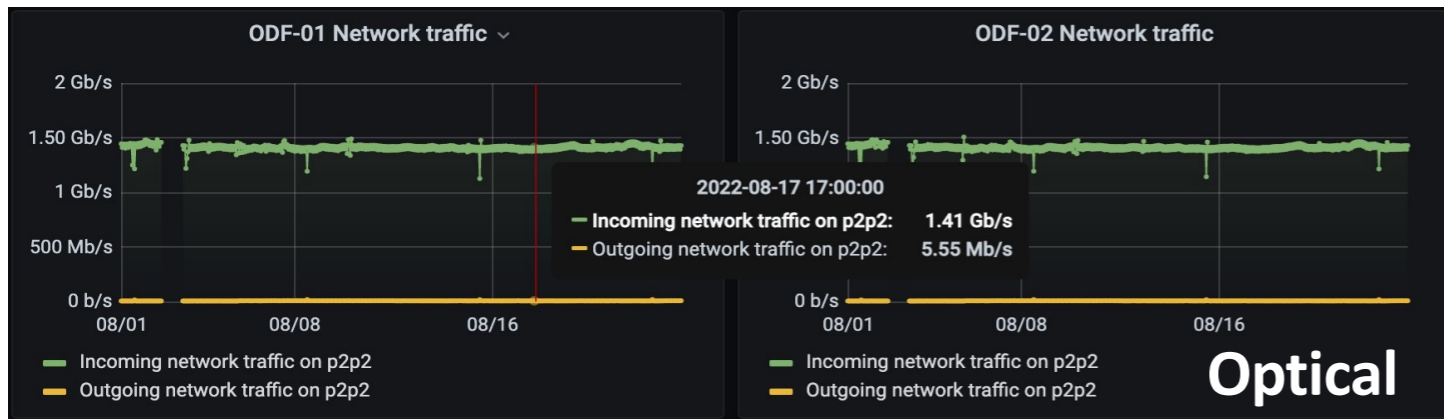 ODF-01 Network traffic
2 Gb/s
1.50 Gb/s
1 Gb/s
500 Mb/s
0 b/s
08/01 08/08 08/16
Incoming network traffic on p2p2
Outgoing network traffic on p2p2
ODF-02 Network traffic
2 Gb/s
1.50 Gb/s
0 b/s
08/01 08/08 08/16
Incoming network traffic on p2p2
Outgoing network traffic on p2p2
2022-08-17 17:00:00
Incoming network traffic on p2p2: 1.41 Gb/s
Outgoing network traffic on p2p2: 5.55 Mb/s
Optical